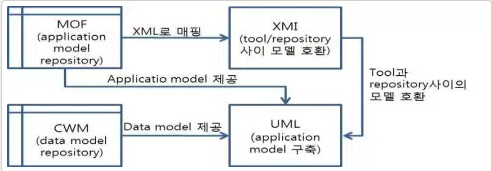 MOF
(application
model
repository)
XML로 매핑
XMI
(tool/repository
사이 모델 호환)
Applicatio model 제공
Tool과
repository사이의
모델 호환
CWM
(data model
repository)
Data model 제공
UML
(application
model 구축)